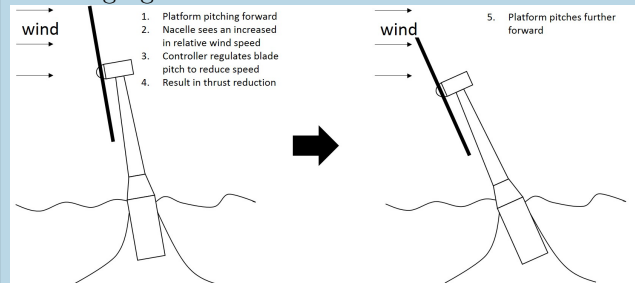 wind
1. Platform pitching forward
2. Nacelle sees an increased
in relative wind speed
3. Controller regulates blade
pitch to reduce speed
4. Result in thrust reduction
wind
5. Platform pitches further
forward